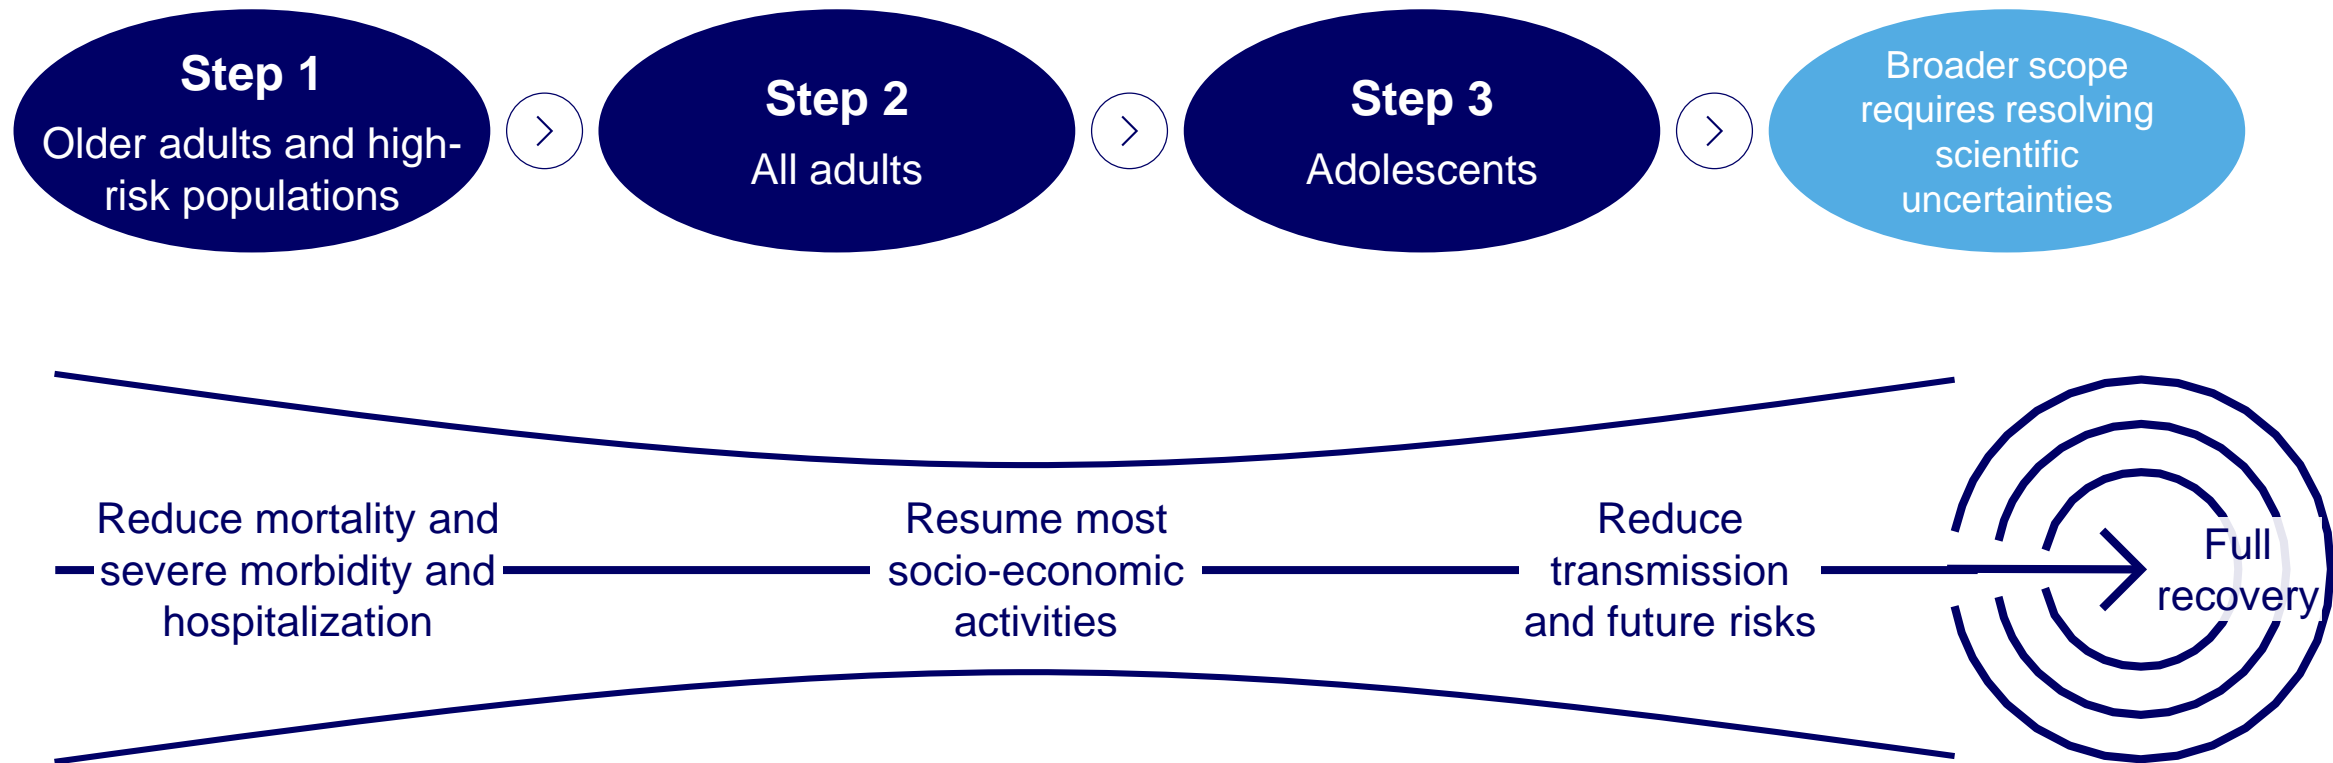 Step 1
Older adults and high-
risk populations
Step 2
All adults
Step 3
Adolescents
Broader scope
requires resolving
scientific
uncertainties
Reduce mortality and
severe morbidity and
hospitalization
Resume most
socio-economic
activities
Reduce
transmission
and future risks
Full
recovery